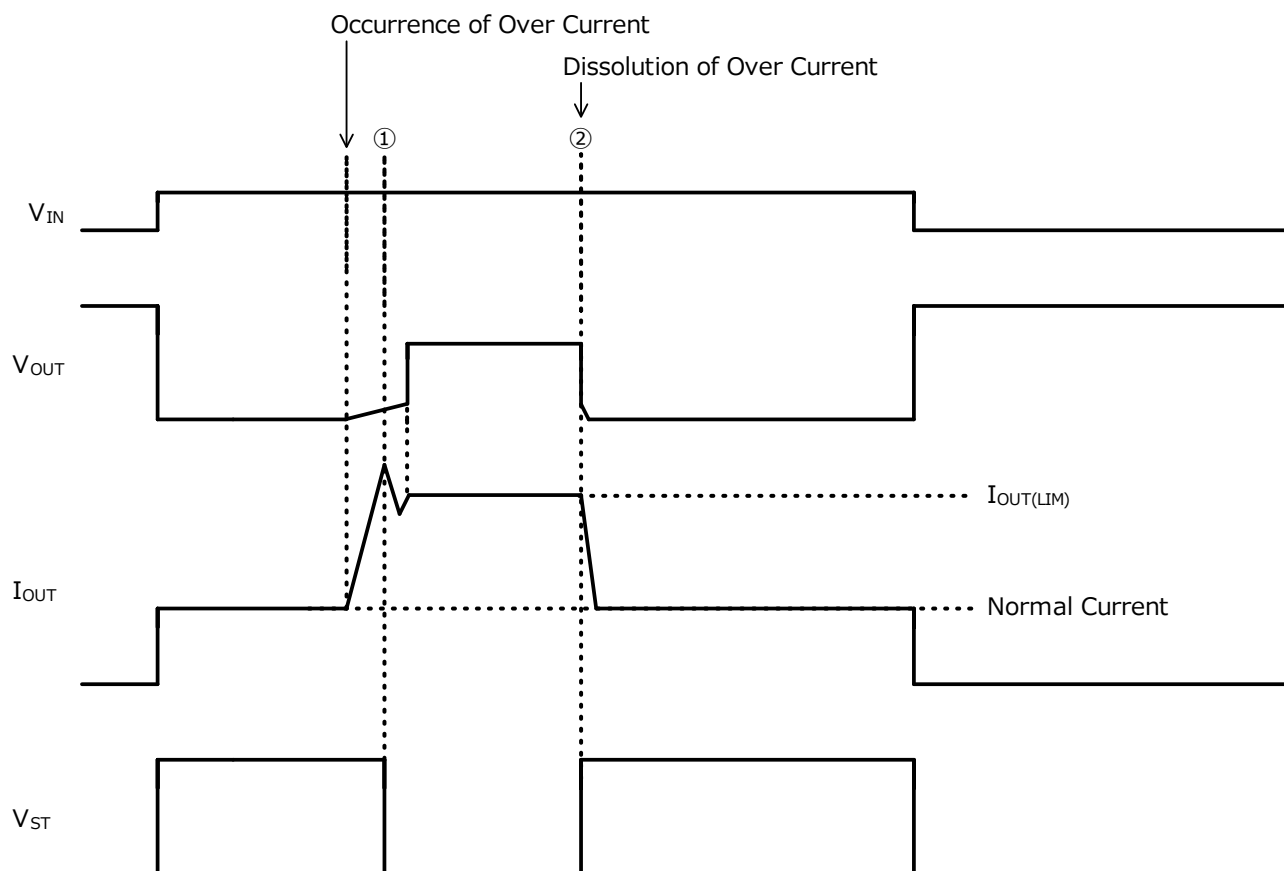 Occurrence of Over Current
Dissolution of Over Current
① ②
VIN
VOUT
IOUT(LIM)
IOUT
Normal Current
VST